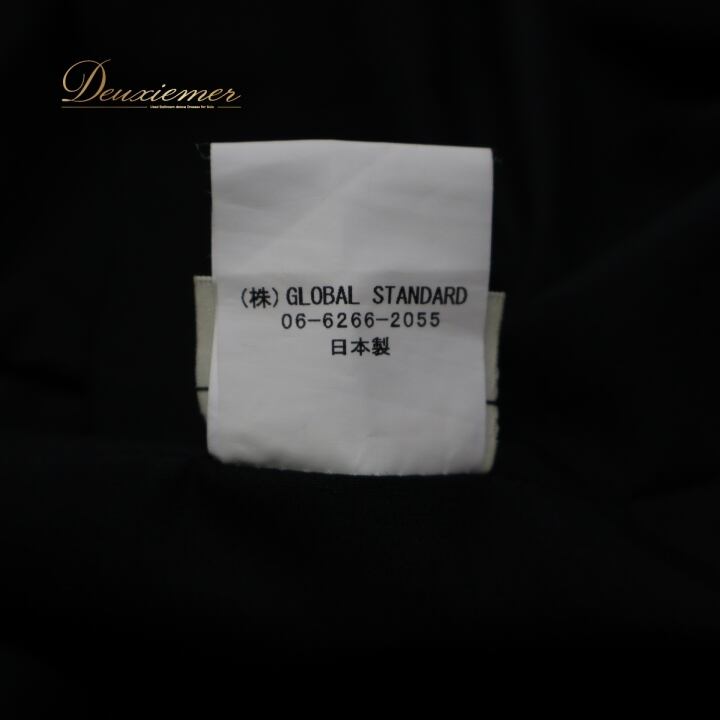 Deuxiemer
(株)GLOBAL STANDARD
06-6266-2055
日本製